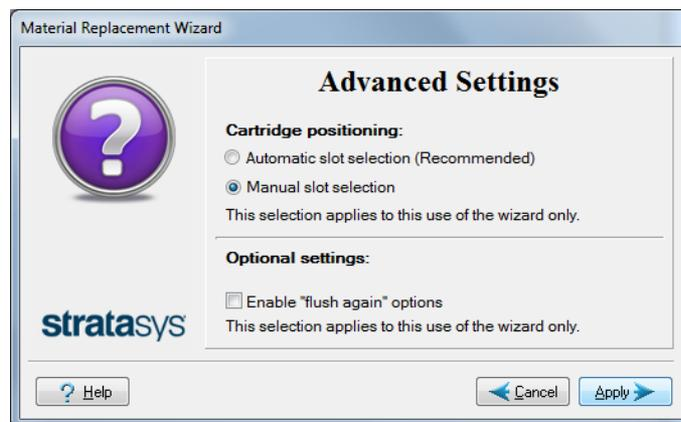 Material Replacement Wizard
Advanced Settings
Cartridge positioning:
Automatic slot selection (Recommended)
Manual slot selection
This selection applies to this use of the wizard only.
Optional settings:
Enable "flush again" options
This selection applies to this use of the wizard only.
stratasys
? Help
Cancel
Apply